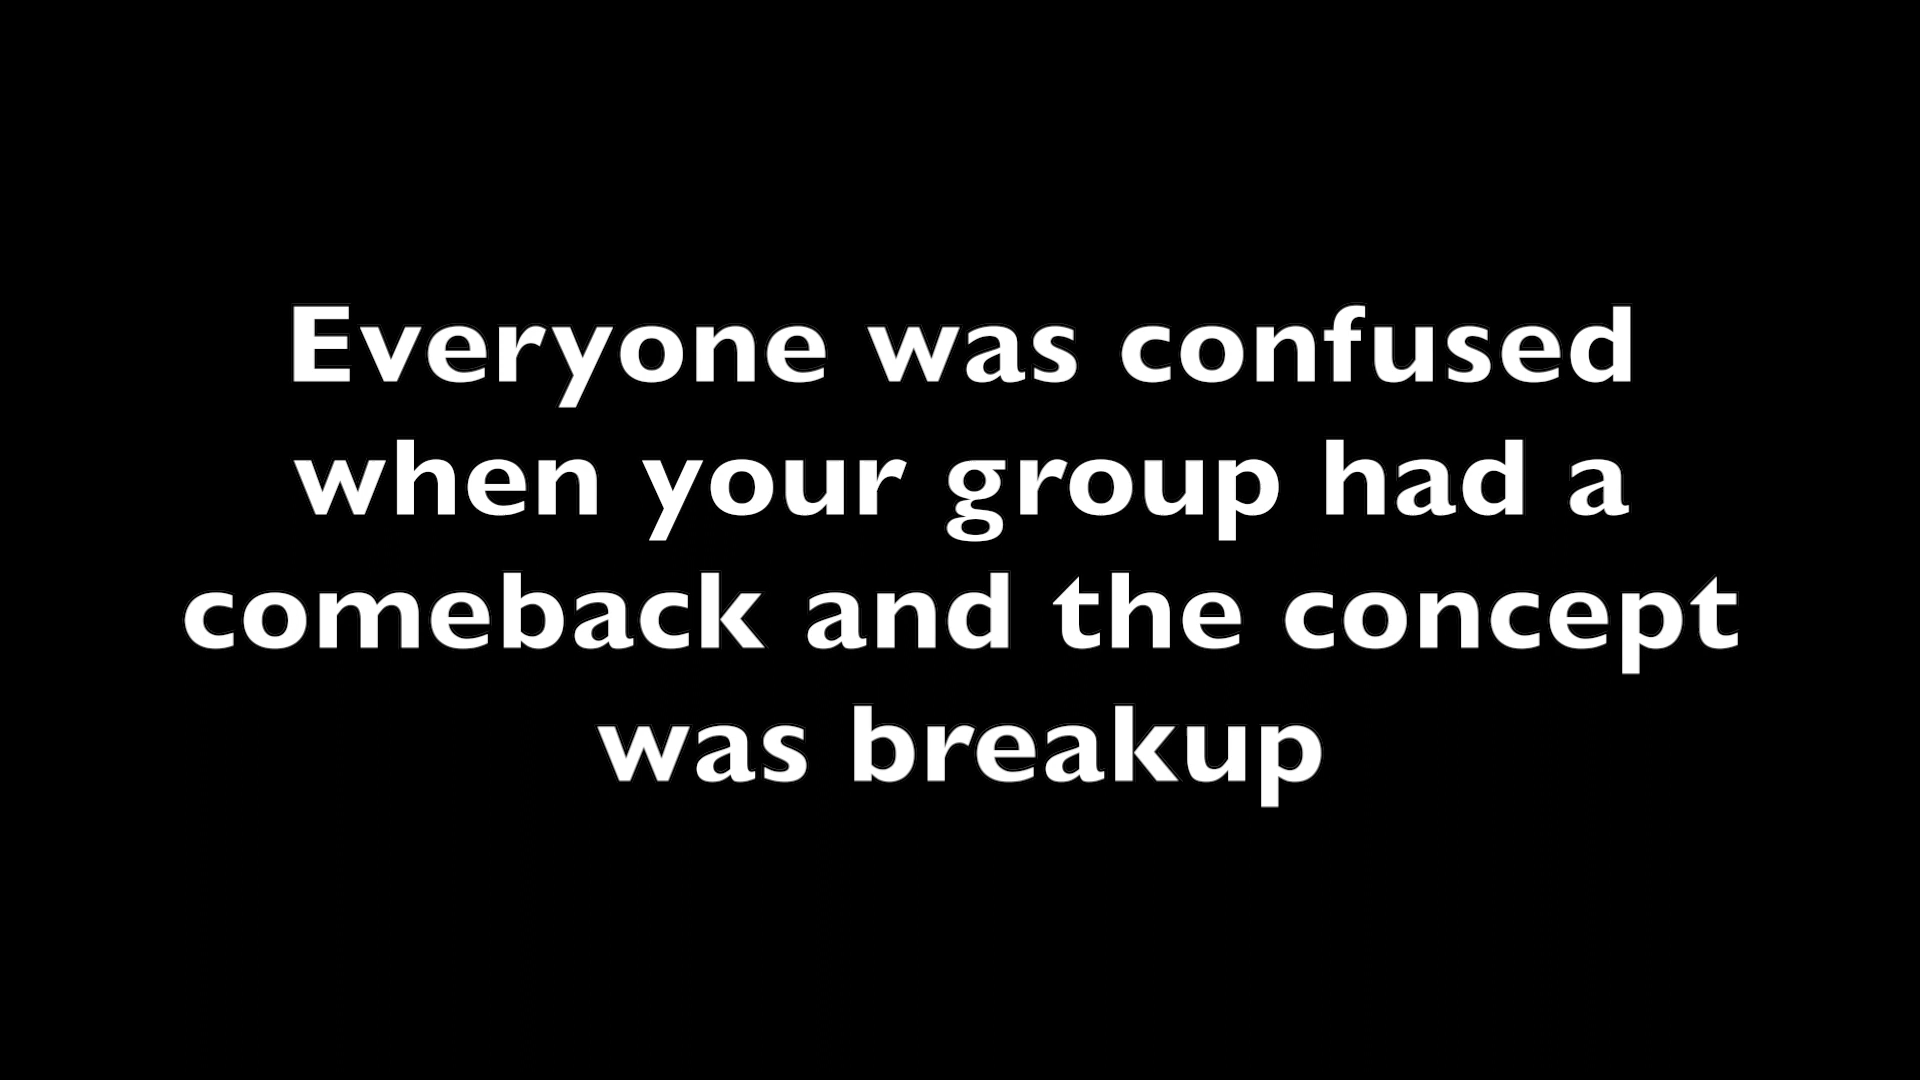 Everyone was confused
when your group had a
comeback and the concept
was breakup